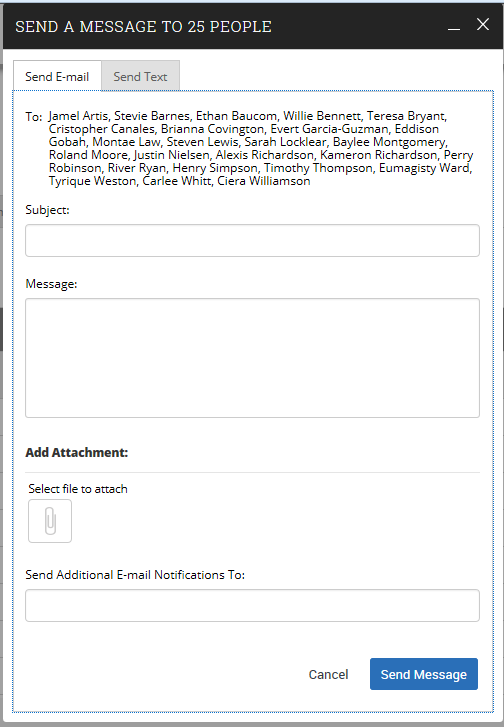 SEND A MESSAGE TO 25 PEOPLE
Send E-mail
Send Text
To: Jamel Artis, Stevie Barnes, Ethan Baucom, Willie Bennett, Teresa Bryant,
Cristopher Canales, Brianna Covington, Evert Garcia-Guzman, Eddison
Gobah, Montae Law, Steven Lewis, Sarah Locklear, Baylee Montgomery,
Roland Moore, Justin Nielsen, Alexis Richardson, Kameron Richardson, Perry
Robinson, River Ryan, Henry Simpson, Timothy Thompson, Eumagisty Ward,
Tyrique Weston, Carlee Whitt, Ciera Williamson
Subject:
Message:
Add Attachment:
Select file to attach
Send Additional E-mail Notifications To:
Cancel
Send Message